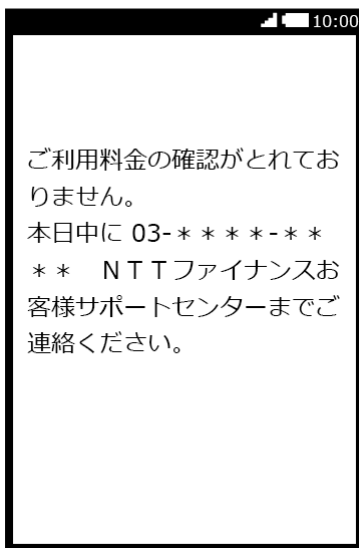 10:00
ご利用料金の確認がとれてお
りません。
本日中に 03-＊＊＊＊-＊＊
＊＊　ＮＴＴファイナンスお
客様サポートセンターまでご
連絡ください。